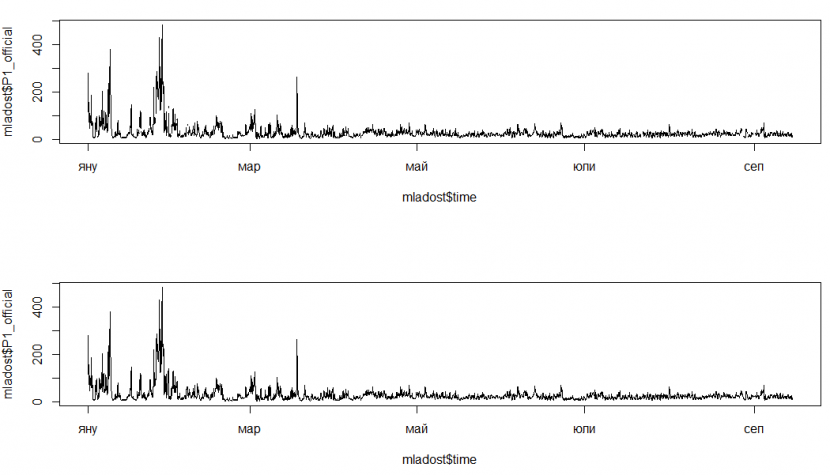 mladost$P1_official
400
200
0
яну мар май юли сеп
mladost$time
mladost$P1_official
400
200
0
яну мар май юли сеп
mladost$time